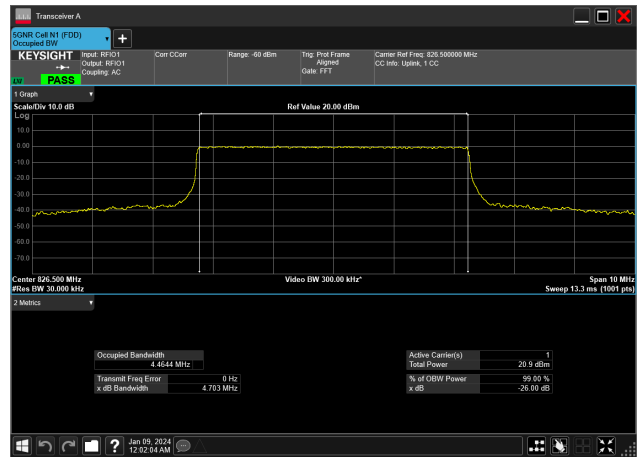 Transceiver A
5GNR Cell N1 (FDD)
Occupied BW
KEYSIGHT
LW
PASS
Input: RFIO1
Output: RFIO1
Coupling: AC
Corr CCorr
Range: -60 dBm
Trig: Prot Frame
Aligned
Gate: FFT
Carrier Ref Freq: 826.500000 MHz
CC Info: Uplink, 1 CC
1 Graph
Scale/Div 10.0 dB
Ref Value 20.00 dBm
Log
10.0
0.00
-10.0
-20.0
-30.0
-40.0
-50.0
-60.0
-70.0
Center 826.500 MHz
Video BW 300.00 kHz*
Span 10 MHz
#Res BW 30.000 kHz
Sweep 13.3 ms (1001 pts)
2 Metrics
Occupied Bandwidth
4.4644 MHz
Transmit Freq Error 0 Hz
x dB Bandwidth 4.703 MHz
Active Carrier(s) 1
Total Power 20.9 dBm
% of OBW Power 99.00 %
x dB -26.00 dB
?
Jan 09, 2024
12:02:04 AM